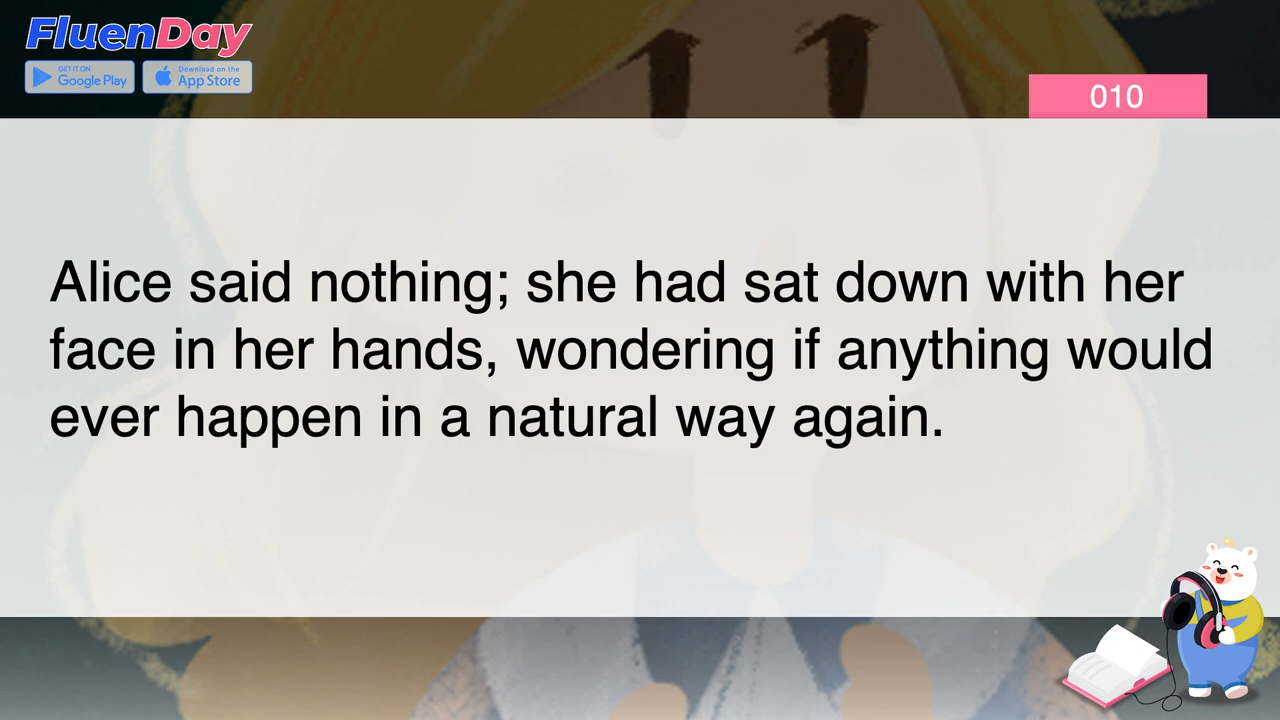 FluenDay
GET IT ON
Google Play
Download on the
App Store
010
Alice said nothing; she had sat down with her
face in her hands, wondering if anything would
ever happen in a natural way again.